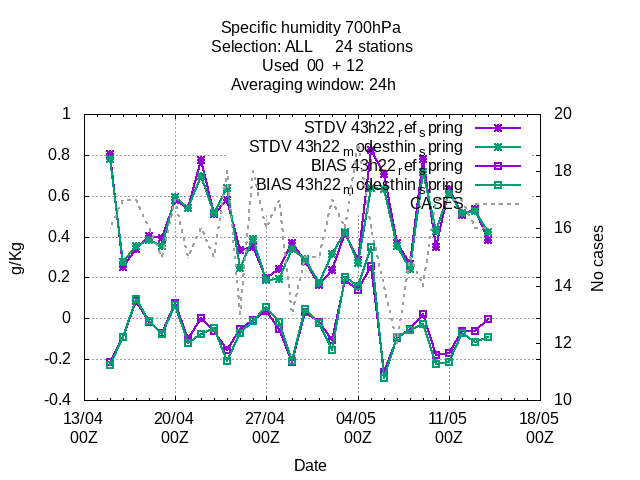 Specific humidity 700hPa
Selection: ALL 24 stations
Used 00 + 12
Averaging window: 24h
STDV 43h22_ref_spring
STDV 43h22_modesthin_spring
BIAS 43h22_ref_spring
BIAS 43h22_modesthin_spring
CASES
1
0.8
0.6
0.4
0.2
0
-0.2
-0.4
g/Kg
20
18
16
14
12
10
No cases
13/04 20/04 27/04 04/05 11/05 18/05
00Z 00Z 00Z 00Z 00Z 00Z
Date